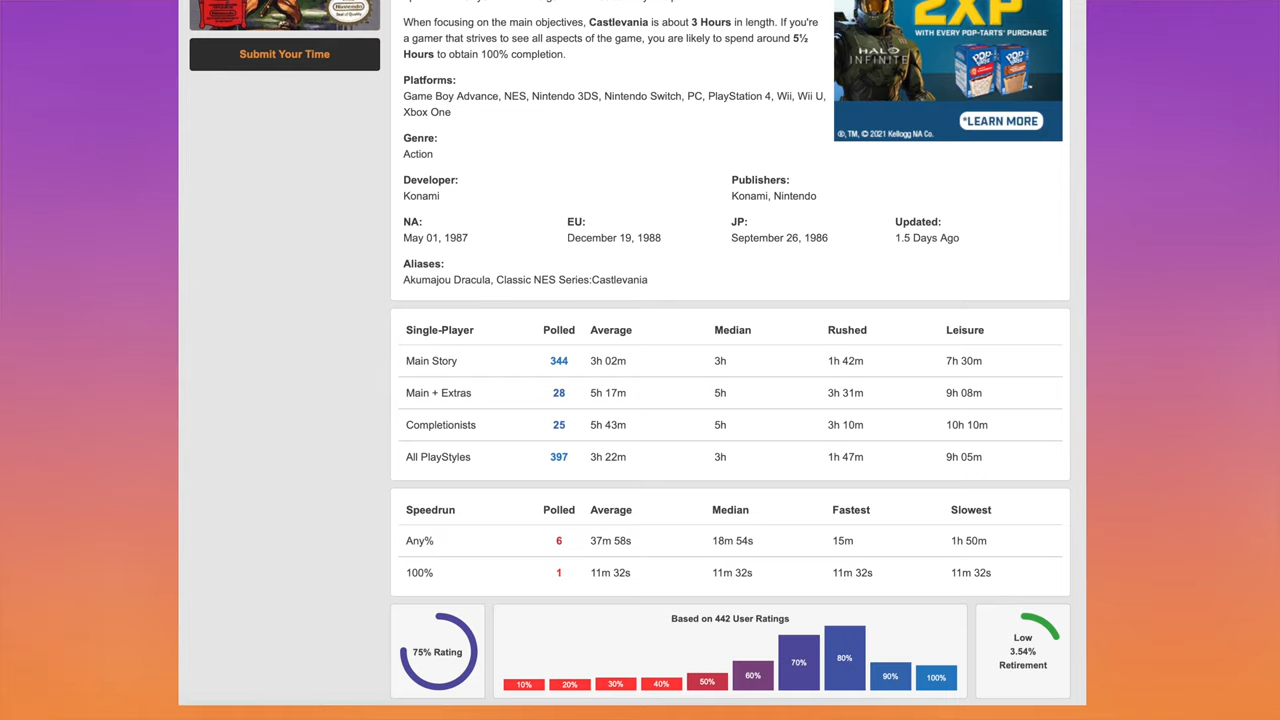 Nintendo
Seal of Quality
2XP
WITH EVERY POP-TARTS® PURCHASE*
HALO
INFINITE
*LEARN MORE
®, TM, © 2021 Kellogg NA Co.
Submit Your Time
When focusing on the main objectives, Castlevania is about 3 Hours in length. If you're
a gamer that strives to see all aspects of the game, you are likely to spend around 5½
Hours to obtain 100% completion.
Platforms:
Game Boy Advance, NES, Nintendo 3DS, Nintendo Switch, PC, PlayStation 4, Wii, Wii U,
Xbox One
Genre:
Action
Developer: Publishers:
Konami Konami, Nintendo
NA: EU: JP: Updated:
May 01, 1987 December 19, 1988 September 26, 1986 1.5 Days Ago
Aliases:
Akumajou Dracula, Classic NES Series:Castlevania
Single-Player Polled Average Median Rushed Leisure
Main Story 344 3h 02m 3h 1h 42m 7h 30m
Main + Extras 28 5h 17m 5h 3h 31m 9h 08m
Completionists 25 5h 43m 5h 3h 10m 10h 10m
All PlayStyles 397 3h 22m 3h 1h 47m 9h 05m
Speedrun Polled Average Median Fastest Slowest
Any% 6 37m 58s 18m 54s 15m 1h 50m
100% 1 11m 32s 11m 32s 11m 32s 11m 32s
75% Rating
Based on 442 User Ratings
10% 20% 30% 40% 50% 60% 70% 80% 90% 100%
Low
3.54%
Retirement